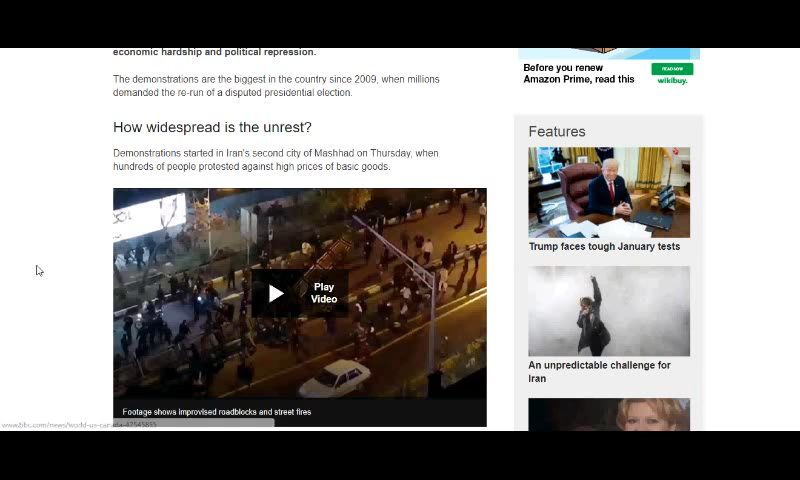 economic hardship and political repression.
The demonstrations are the biggest in the country since 2009, when millions
demanded the re-run of a disputed presidential election.
How widespread is the unrest?
Demonstrations started in Iran's second city of Mashhad on Thursday, when
hundreds of people protested against high prices of basic goods.
Play
Video
Footage shows improvised roadblocks and street fires
Before you renew
Amazon Prime, read this
READ NOW
wikibuy.
Features
Trump faces tough January tests
An unpredictable challenge for
Iran